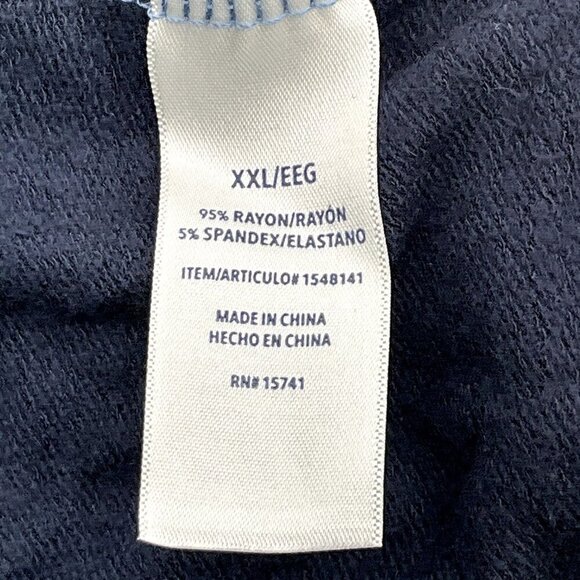 XXL/EEG
95% RAYON/RAYÓN
5% SPANDEX/ELASTANO
ITEM/ARTICULO# 1548141
MADE IN CHINA
HECHO EN CHINA
RN# 15741